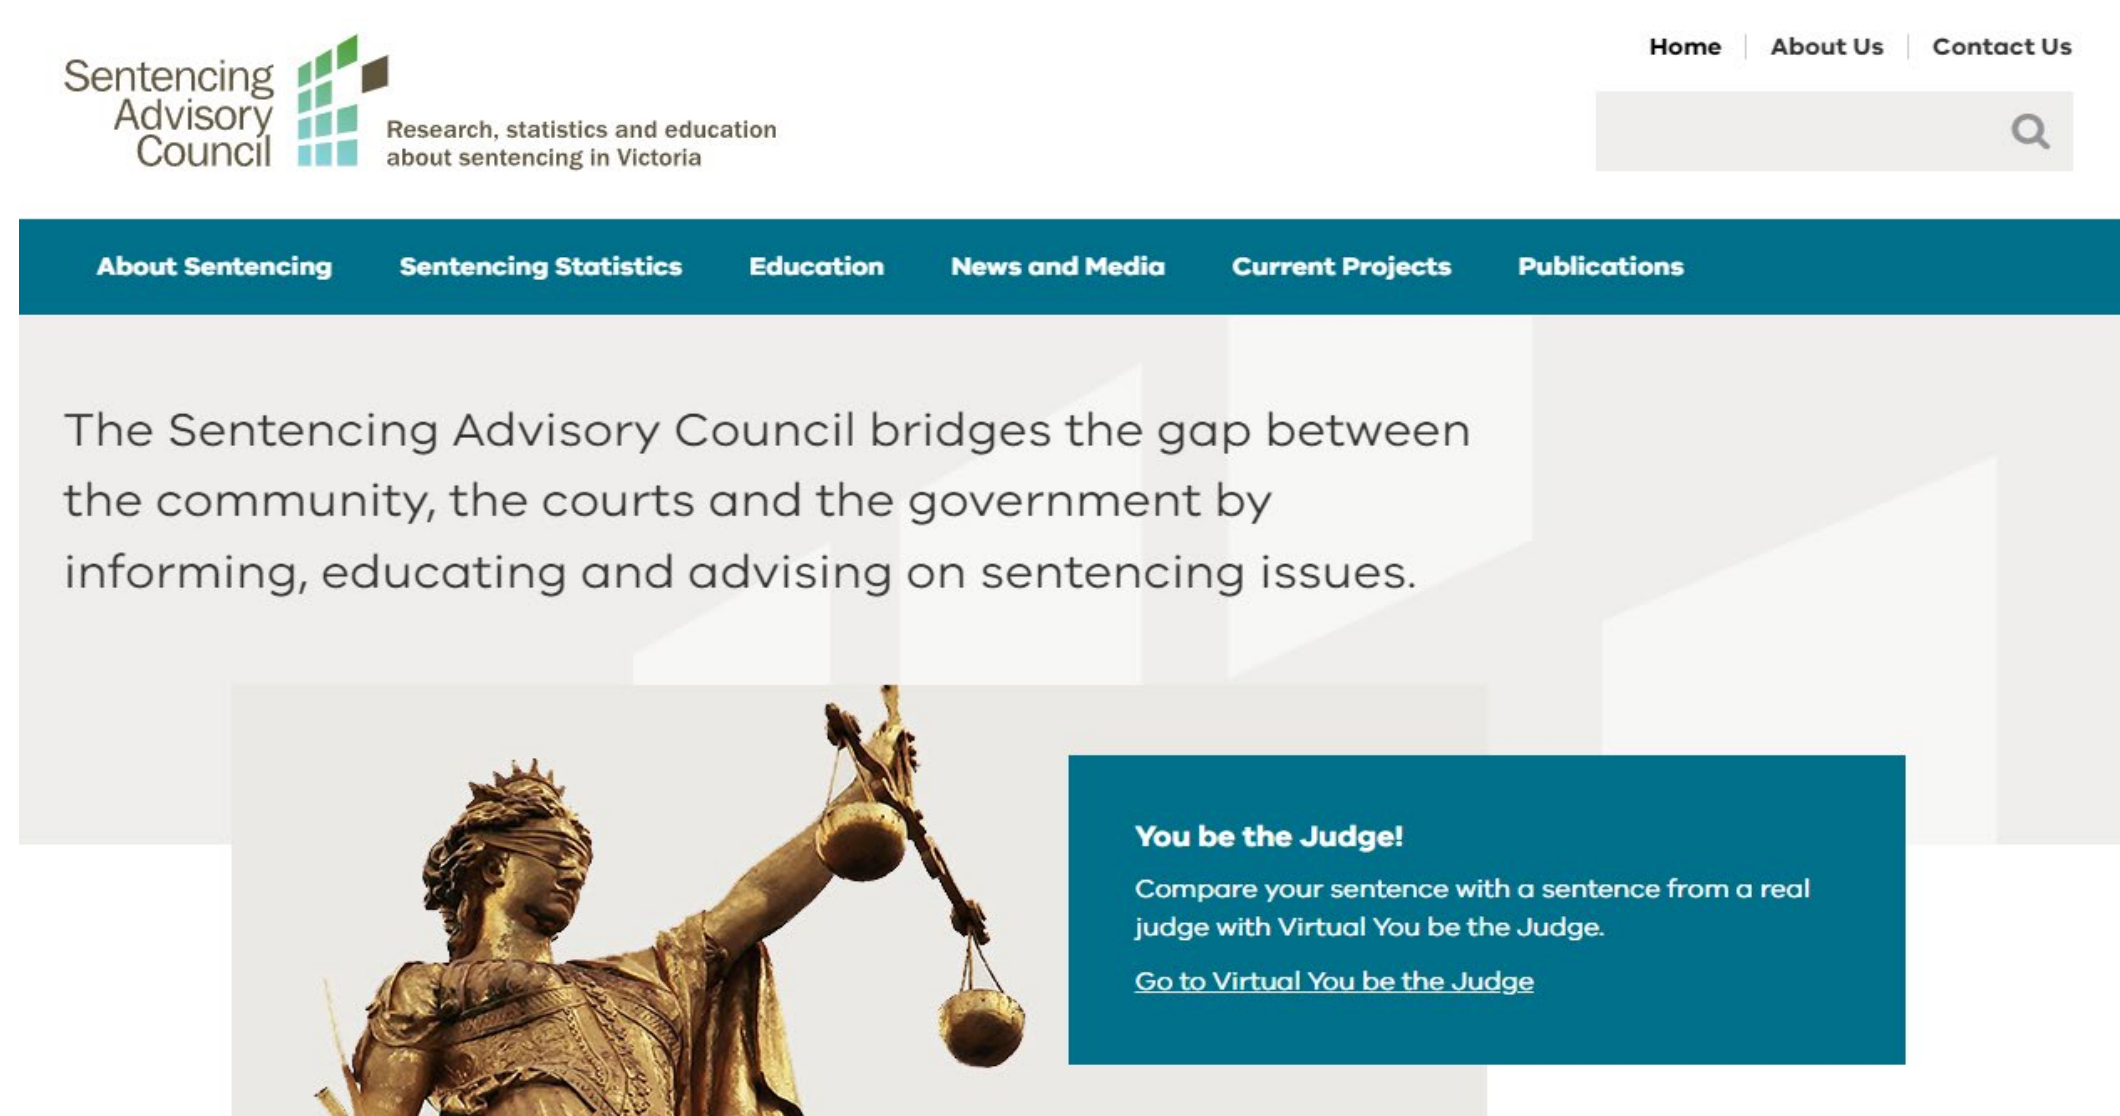 Sentencing
Advisory
Council
Research, statistics and education
about sentencing in Victoria
Home
About Us
Contact Us
About Sentencing
Sentencing Statistics
Education
News and Media
Current Projects
Publications
The Sentencing Advisory Council bridges the gap between
the community, the courts and the government by
informing, educating and advising on sentencing issues.
You be the Judge!
Compare your sentence with a sentence from a real
judge with Virtual You be the Judge.
Go to Virtual You be the Judge